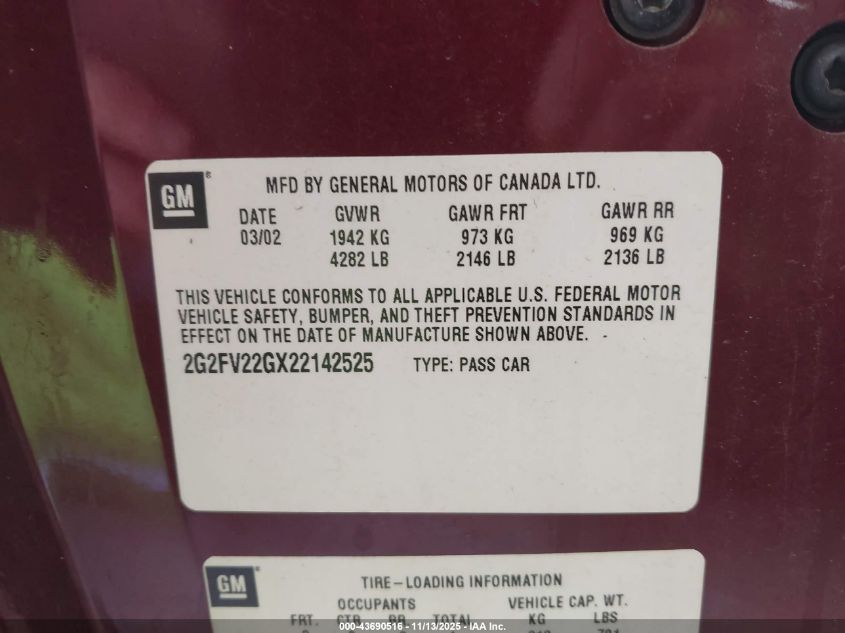 GM ®
MFD BY GENERAL MOTORS OF CANADA LTD.
DATE GVWR GAWR FRT GAWR RR
03/02 1942 KG 973 KG 969 KG
4282 LB 2146 LB 2136 LB
THIS VEHICLE CONFORMS TO ALL APPLICABLE U.S. FEDERAL MOTOR
VEHICLE SAFETY, BUMPER, AND THEFT PREVENTION STANDARDS IN
EFFECT ON THE DATE OF MANUFACTURE SHOWN ABOVE.
2G2FV22GX22142525 TYPE: PASS CAR
GM ®
TIRE-LOADING INFORMATION
OCCUPANTS VEHICLE CAP. WT.
FRT. CTR. RR. TOTAL KG LBS
000-43690516 - 11/13/2025 - IAA Inc.